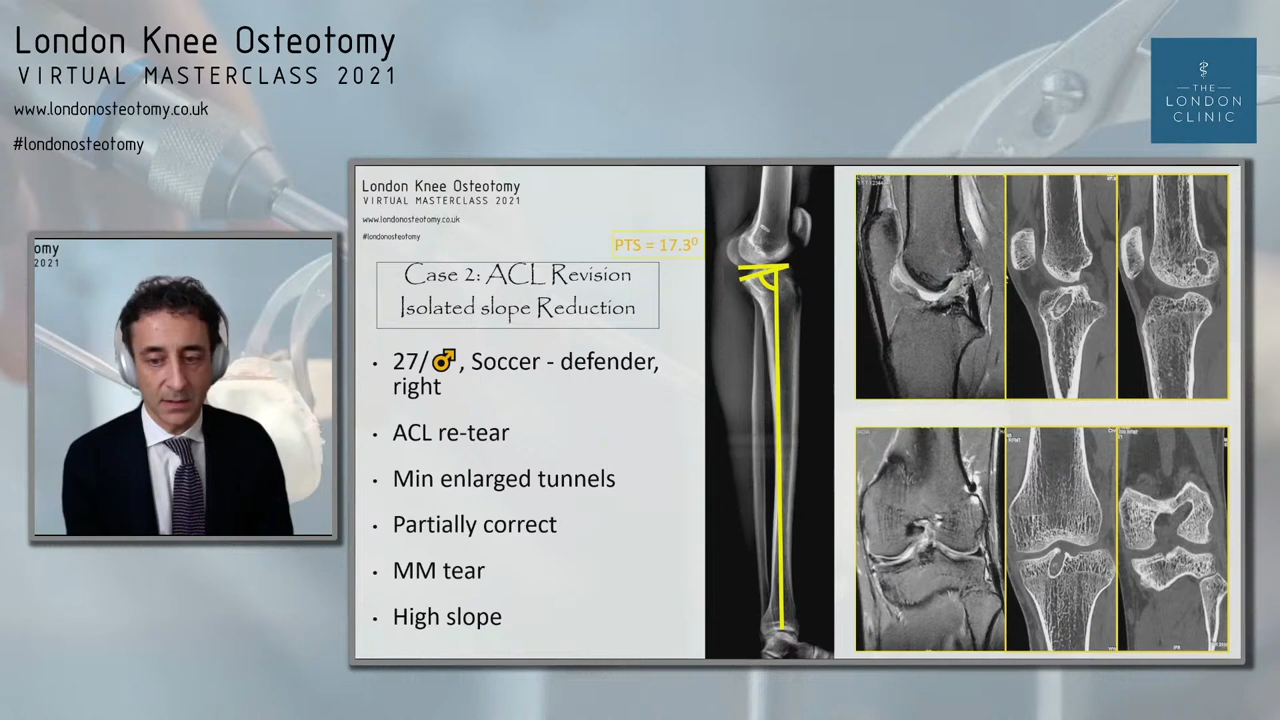 London Knee Osteotomy
VIRTUAL MASTERCLASS 2021
www.londonosteotomy.co.uk
#londonosteotomy
THE
LONDON
CLINIC
omy
2021
London Knee Osteotomy
VIRTUAL MASTERCLASS 2021
www.londonosteotomy.co.uk
#londonosteotomy
PTS = 17.3⁰
Case 2: ACL Revision
Isolated slope Reduction
• 27/♂, Soccer - defender,
right
• ACL re-tear
• Min enlarged tunnels
• Partially correct
• MM tear
• High slope